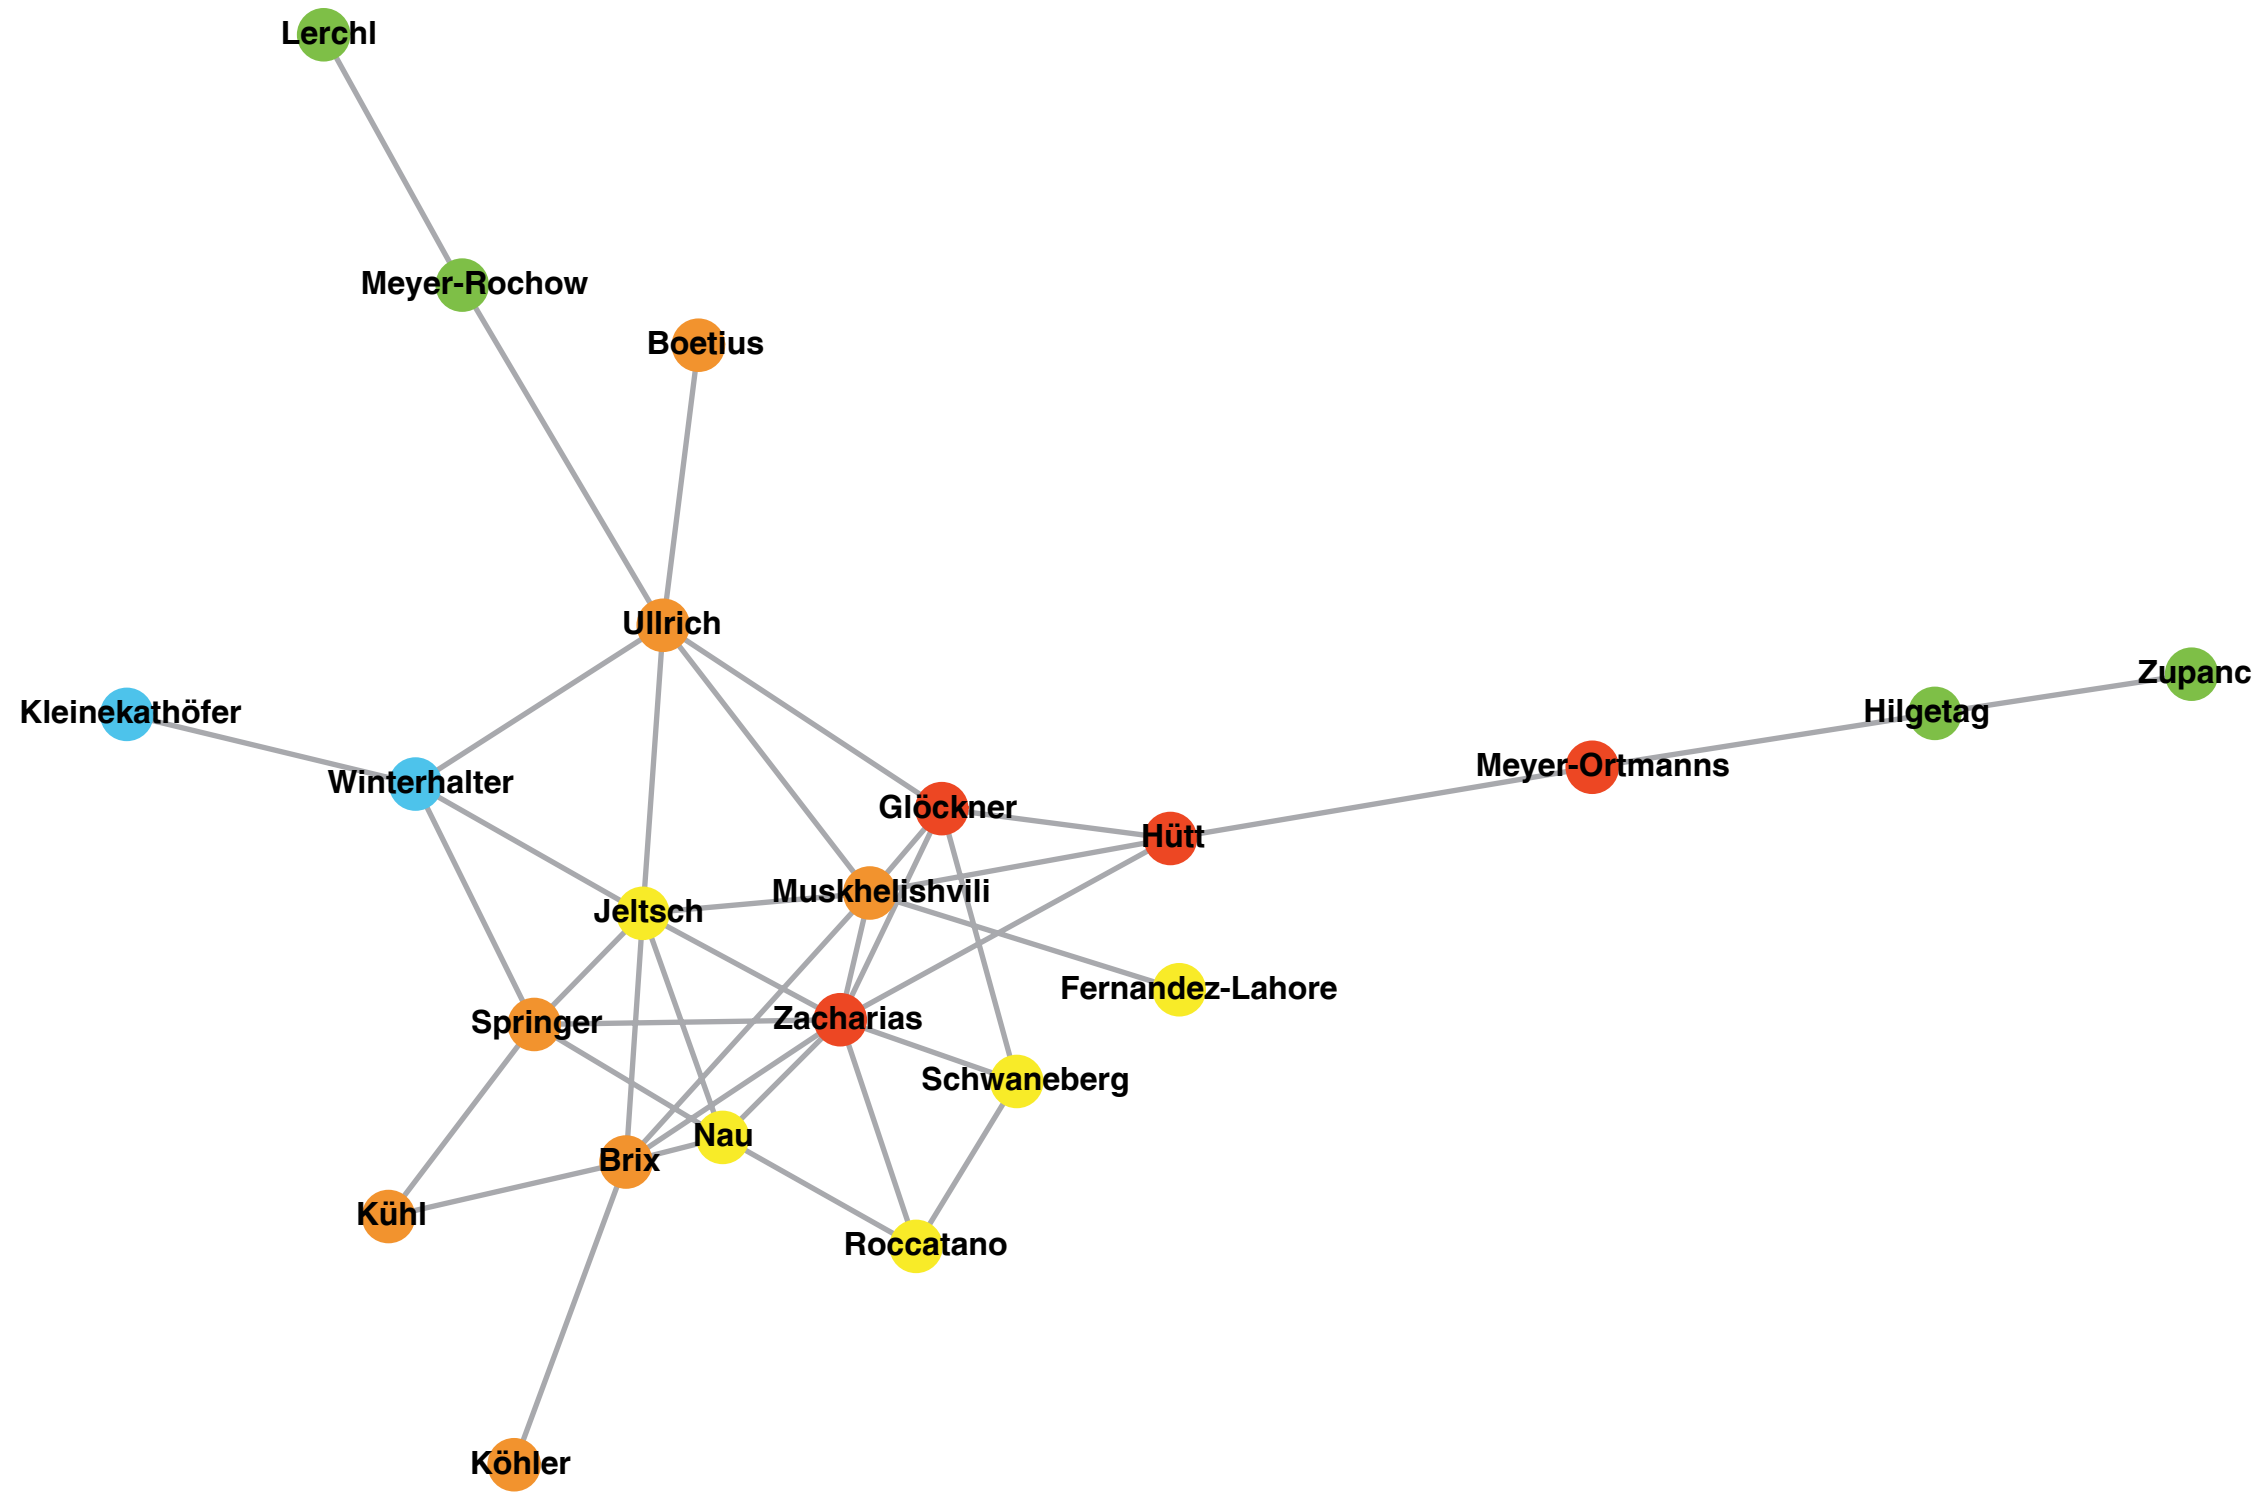 Lerchl
Meyer-Rochow
Boetius
Ullrich
Zupanc
Kleinekathöfer
Hilgetag
Meyer-Ortmanns
Winterhalter
Glöckner
Hütt
Muskhelishvili
Jeltsch
Fernandez-Lahore
Zacharias
Springer
Schwaneberg
Nau
Brix
Kühl
Roccatano
Köhler